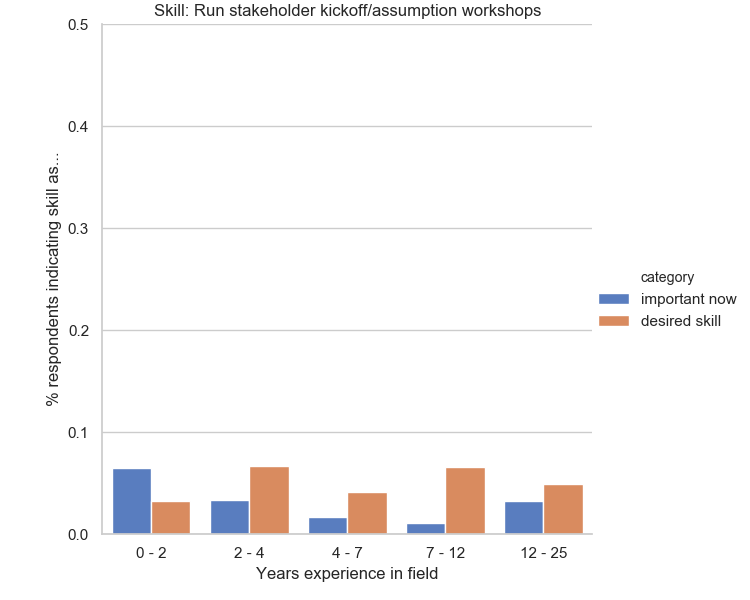 Skill: Run stakeholder kickoff/assumption workshops
% respondents indicating skill as...
0.5
0.4
0.3
0.2
0.1
0.0
0 - 2
2 - 4
4 - 7
7 - 12
12 - 25
Years experience in field
category
important now
desired skill